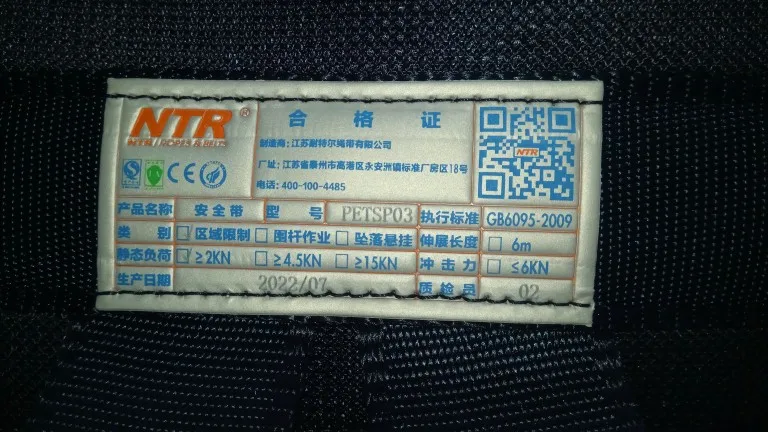 NTR®
NTR / ROPES & BELTS
CE
合格证
制造商：江苏耐特尔绳带有限公司
厂址：江苏省泰州市高港区永安洲镇标准厂房区18号
电话：400-100-4485
NTR
产品名称 安全带 型号 PETSP03 执行标准 GB6095-2009
类别 ☑区域限制 □围杆作业 □坠落悬挂 伸展长度 □ 6m
静态负荷 ☑≥2KN □≥4.5KN □≥15KN 冲击力 □ ≤6KN
生产日期 2022/07 质检员 02